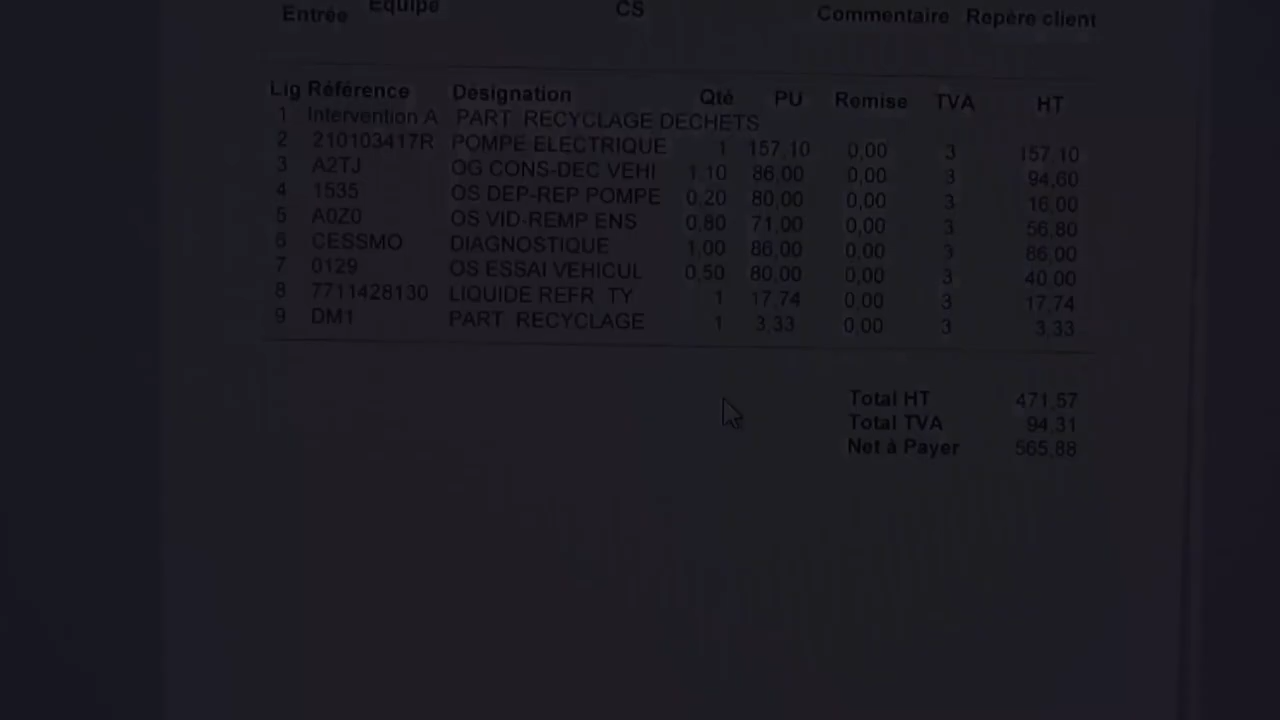 Entrée Equipe CS Commentaire Repère client
Lig Référence Désignation Qté PU Remise TVA HT
1 Intervention A PART RECYCLAGE DECHETS
2 210103417R POMPE ELECTRIQUE 1 157,10 0,00 3 157,10
3 A2TJ OG CONS-DEC VEHI 1,10 86,00 0,00 3 94,60
4 1535 OS DEP-REP POMPE 0,20 80,00 0,00 3 16,00
5 A0Z0 OS VID-REMP ENS 0,80 71,00 0,00 3 56,80
6 CESSMO DIAGNOSTIQUE 1,00 86,00 0,00 3 86,00
7 0129 OS ESSAI VEHICUL 0,50 80,00 0,00 3 40,00
8 7711428130 LIQUIDE REFR TY 1 17,74 0,00 3 17,74
9 DM1 PART RECYCLAGE 1 3,33 0,00 3 3,33
Total HT 471,57
Total TVA 94,31
Net à Payer 565,88